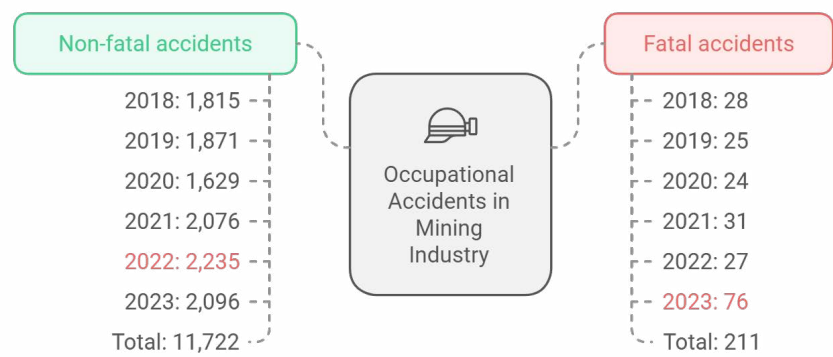 Non-fatal accidents
2018: 1,815
2019: 1,871
2020: 1,629
2021: 2,076
2022: 2,235
2023: 2,096
Total: 11,722
Occupational
Accidents in
Mining
Industry
Fatal accidents
2018: 28
2019: 25
2020: 24
2021: 31
2022: 27
2023: 76
Total: 211